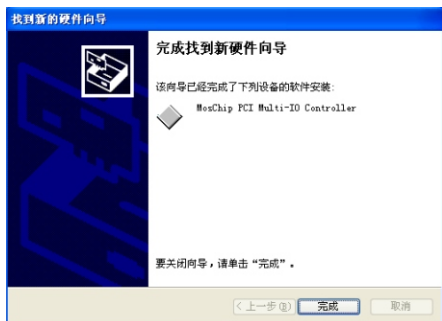 找到新的硬件向导
完成找到新硬件向导
该向导已经完成了下列设备的软件安装:
MosChip PCI Multi-IO Controller
要关闭向导，请单击“完成”。
<上一步(B) 完成 取消